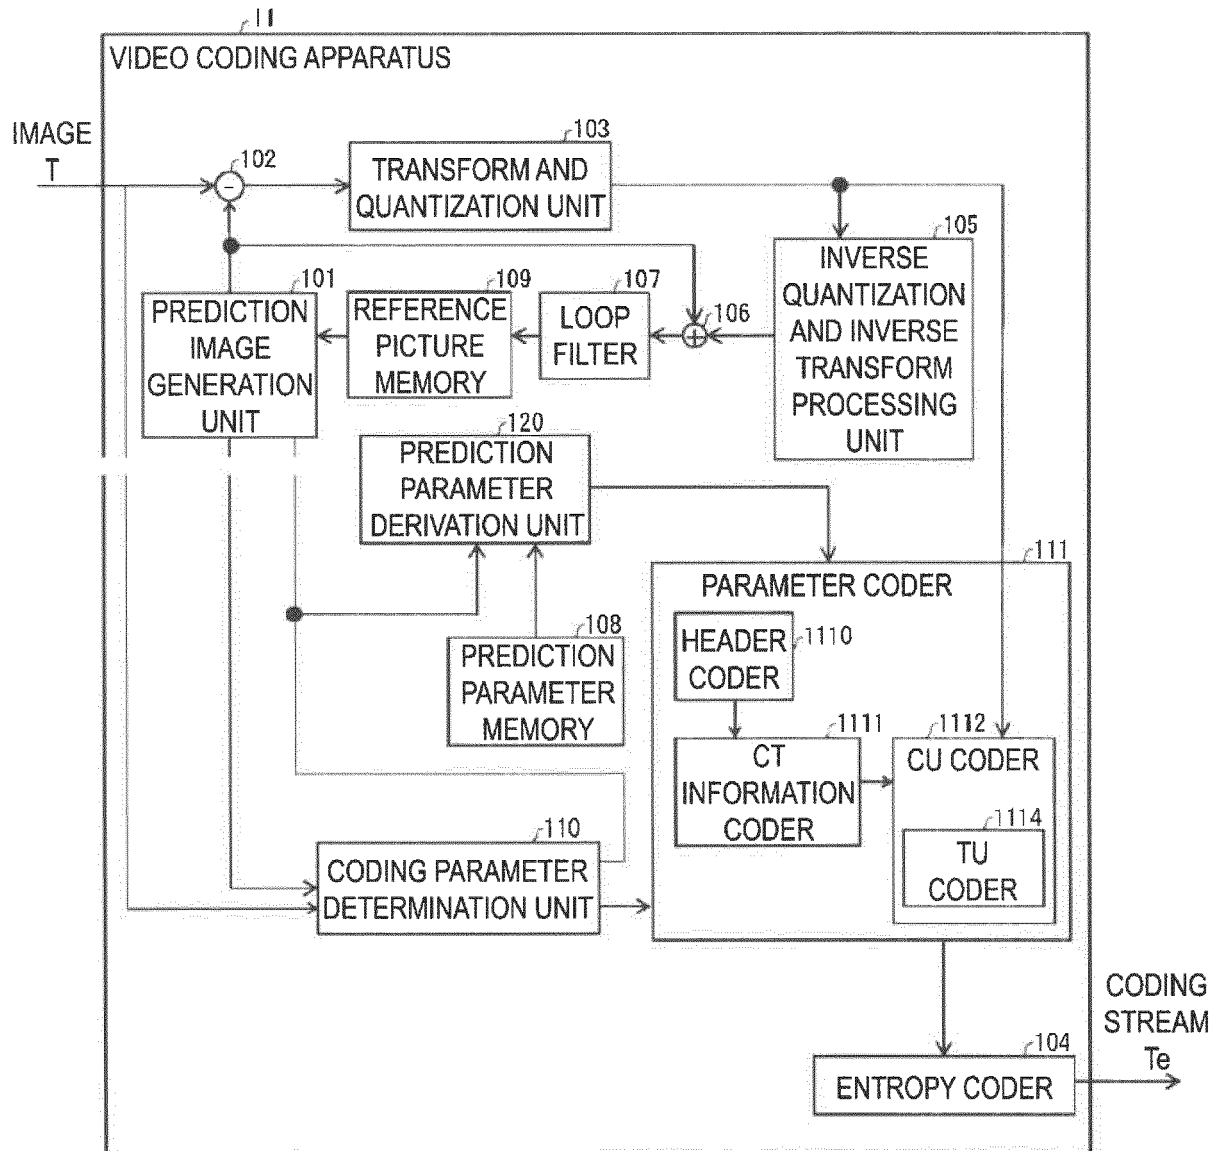 11
VIDEO CODING APPARATUS
IMAGE
T
102
-
103
TRANSFORM AND
QUANTIZATION UNIT
105
INVERSE
QUANTIZATION
AND INVERSE
TRANSFORM
PROCESSING
UNIT
101
PREDICTION
IMAGE
GENERATION
UNIT
109
REFERENCE
PICTURE
MEMORY
107
LOOP
FILTER
+
106
120
PREDICTION
PARAMETER
DERIVATION UNIT
108
PREDICTION
PARAMETER
MEMORY
111
PARAMETER CODER
1110
HEADER
CODER
1111
CT
INFORMATION
CODER
1112
CU CODER
1114
TU
CODER
110
CODING PARAMETER
DETERMINATION UNIT
104
ENTROPY CODER
CODING
STREAM
Te